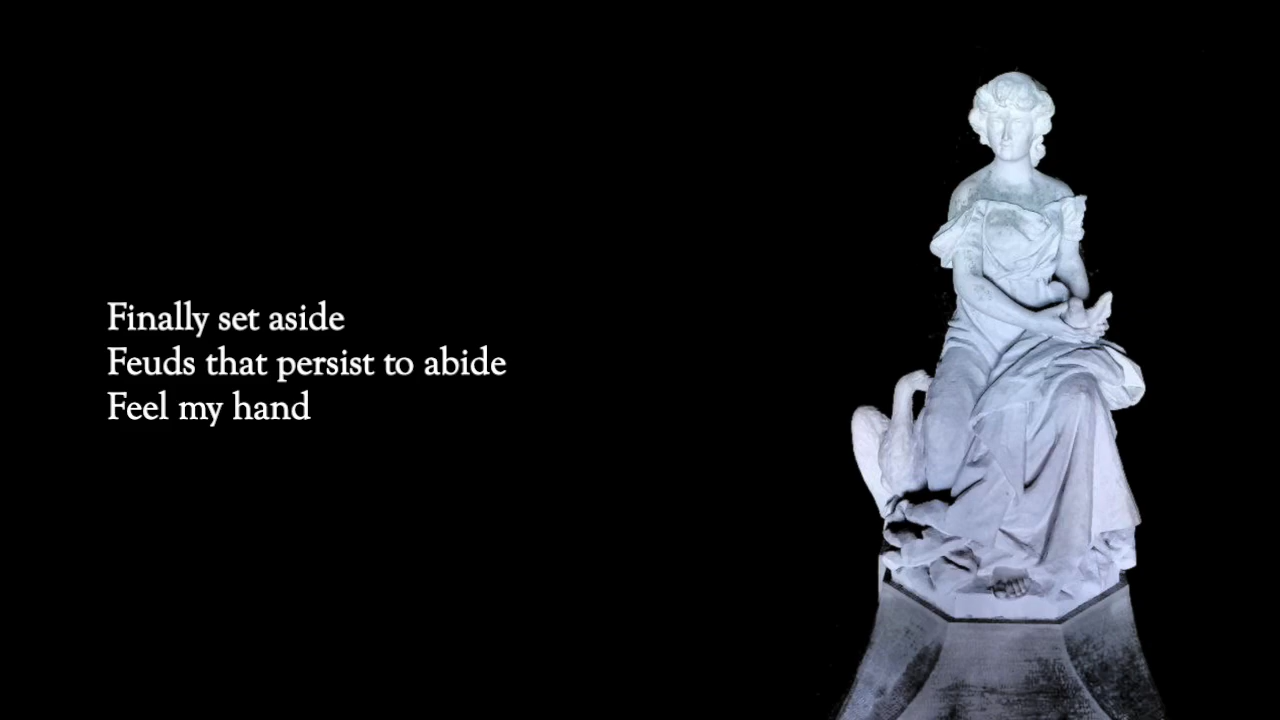 Finally set aside
Feuds that persist to abide
Feel my hand